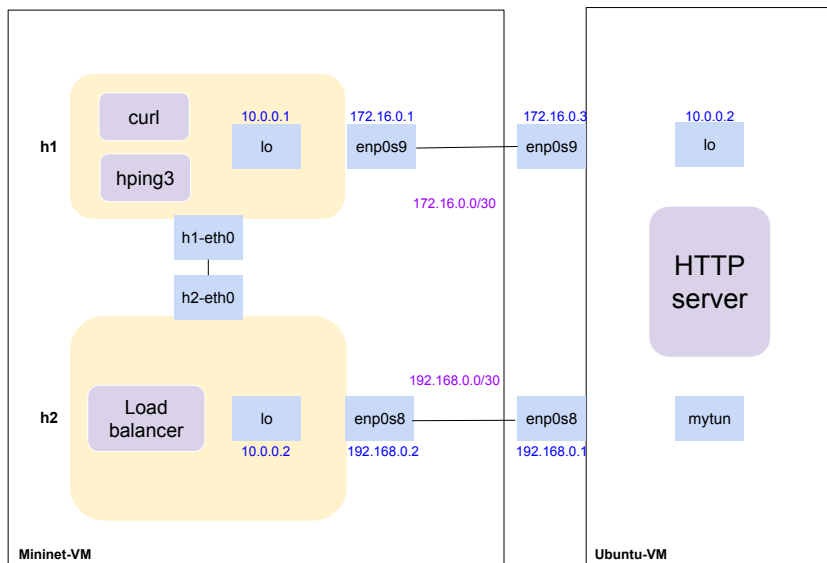 10.0.0.1
172.16.0.1
172.16.0.3
10.0.0.2
curl
h1
lo
enp0s9
enp0s9
lo
hping3
172.16.0.0/30
h1-eth0
HTTP
server
h2-eth0
192.168.0.0/30
Load
balancer
h2
lo
enp0s8
enp0s8
mytun
10.0.0.2
192.168.0.2
192.168.0.1
Mininet-VM
Ubuntu-VM